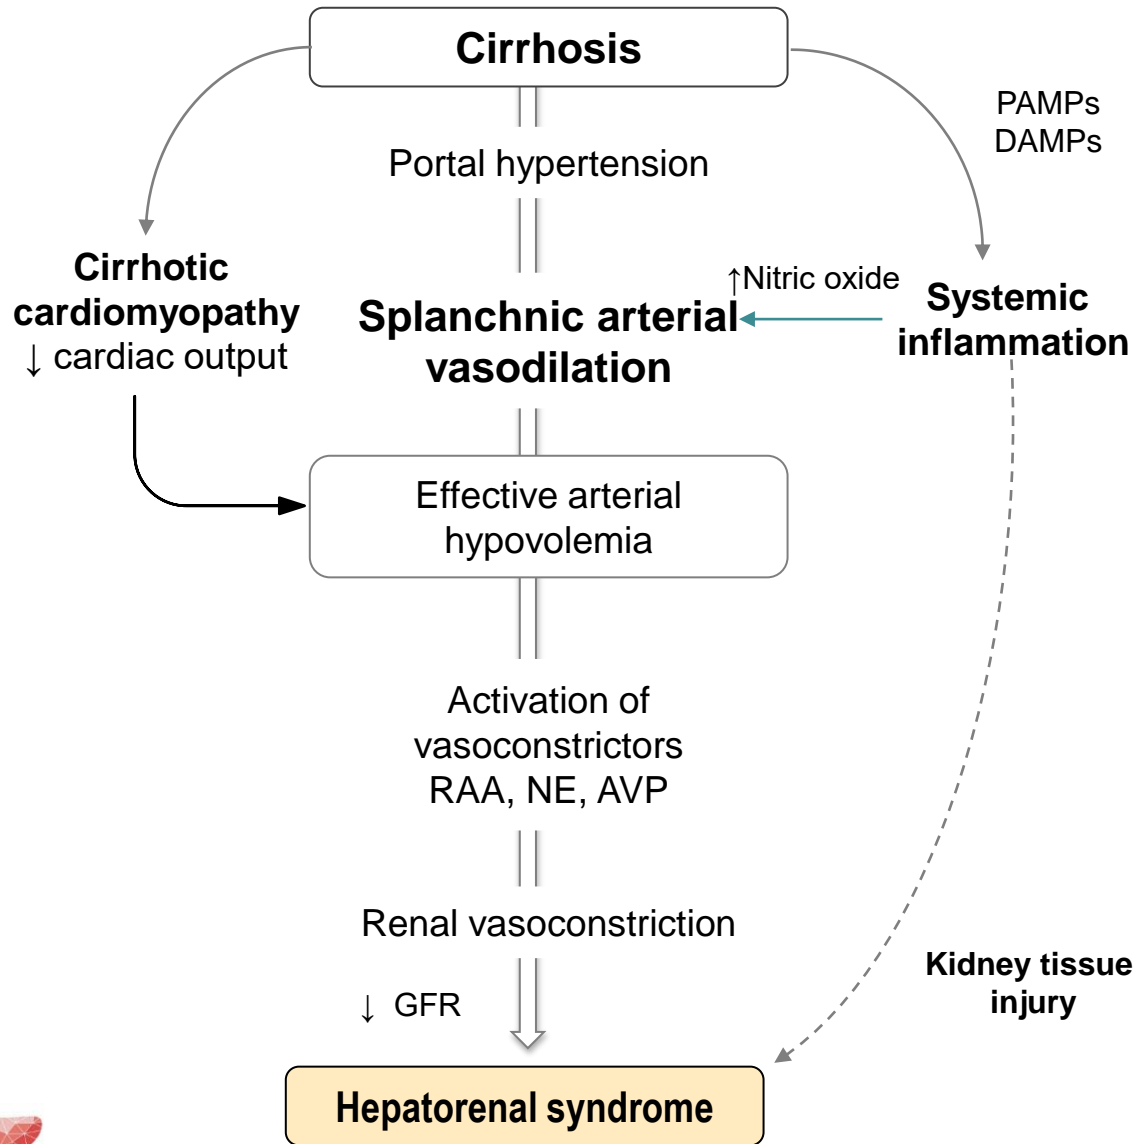 Cirrhosis
PAMPs
DAMPs
Portal hypertension
Cirrhotic
cardiomyopathy
↓ cardiac output
↑Nitric oxide
Splanchnic arterial
vasodilation
Systemic
inflammation
Effective arterial
hypovolemia
Activation of
vasoconstrictors
RAA, NE, AVP
Renal vasoconstriction
↓ GFR
Kidney tissue
injury
Hepatorenal syndrome